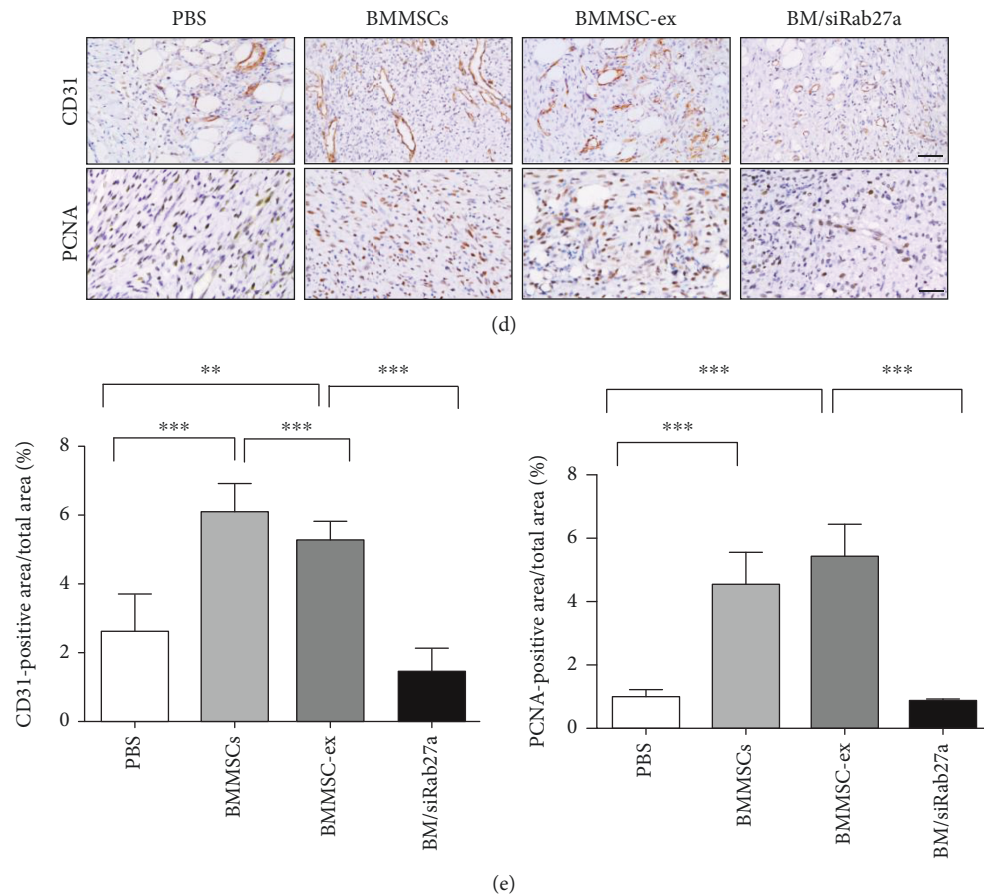 PBS BMMSCs BMMSC-ex BM/siRab27a
CD31
PCNA
(d)
** ***
*** ***
CD31-positive area/total area (%)
8
6
4
2
0
PBS
BMMSCs
BMMSC-ex
BM/siRab27a
*** ***
***
PCNA-positive area/total area (%)
8
6
4
2
0
PBS
BMMSCs
BMMSC-ex
BM/siRab27a
(e)